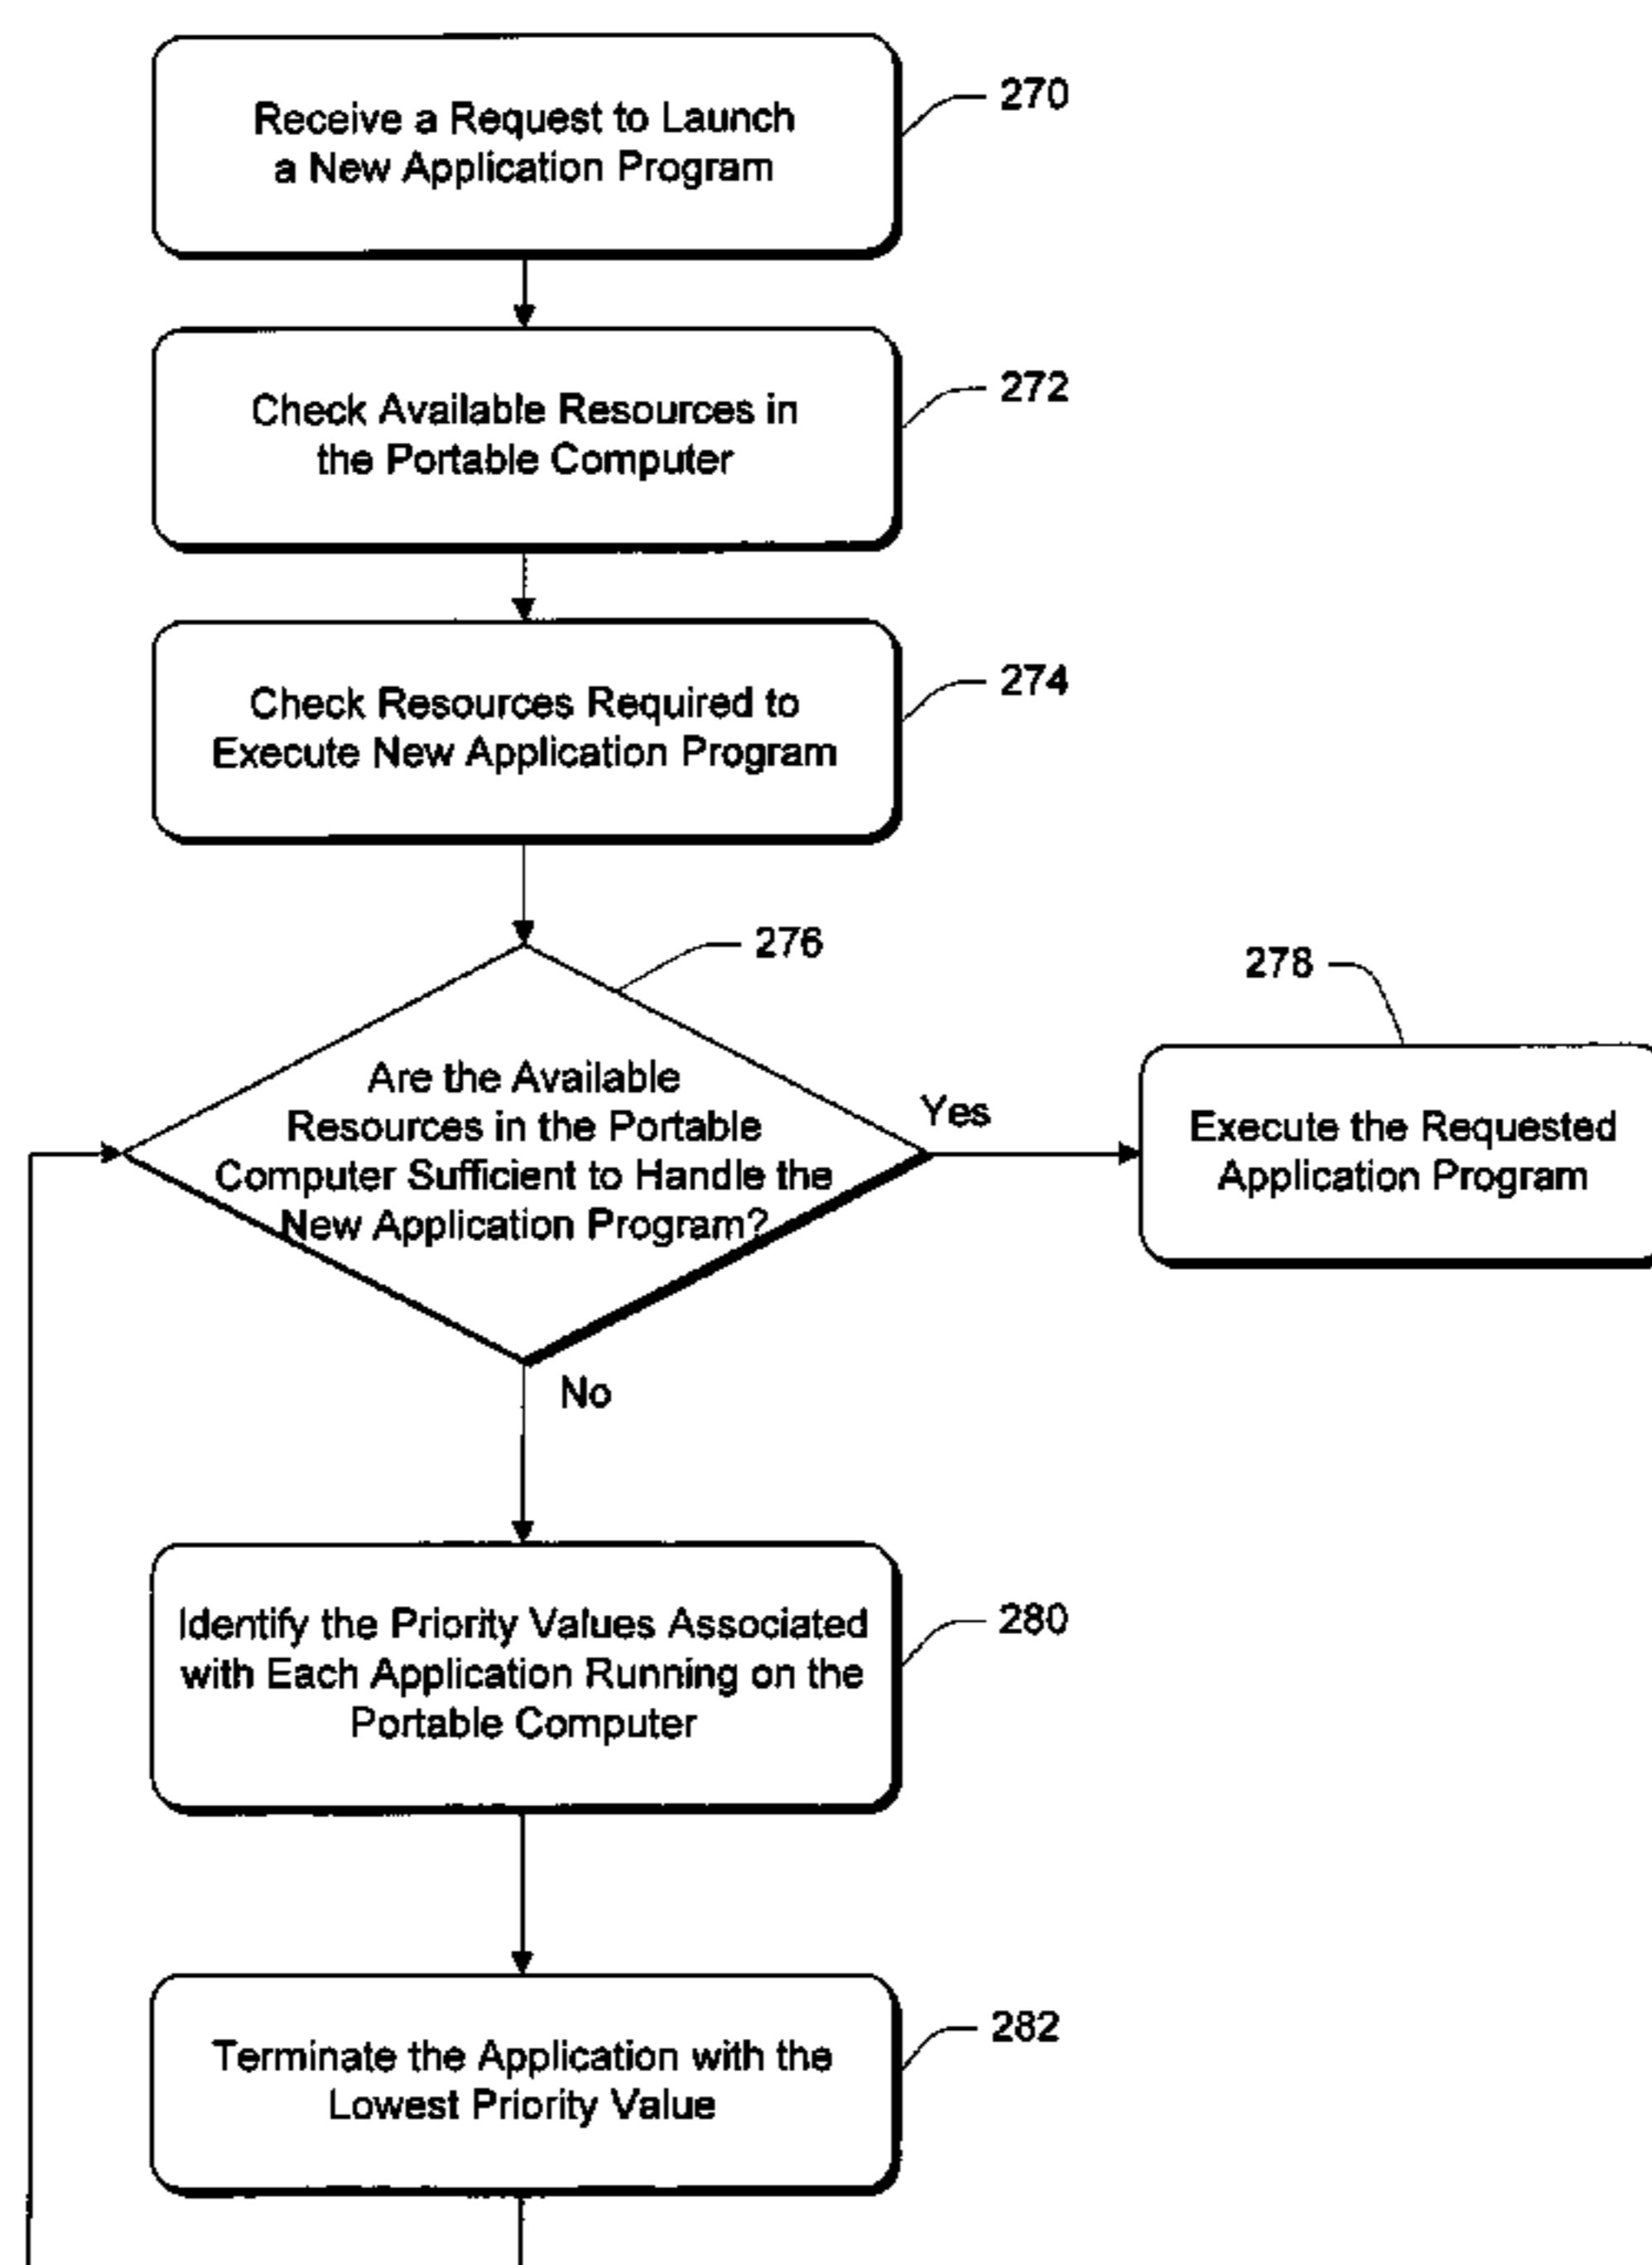 Receive a Request to Launch
a New Application Program
270
Check Available Resources in
the Portable Computer
272
Check Resources Required to
Execute New Application Program
274
276
Are the Available
Resources in the Portable
Computer Sufficient to Handle the
New Application Program?
Yes
278
Execute the Requested
Application Program
No
Identify the Priority Values Associated
with Each Application Running on the
Portable Computer
280
Terminate the Application with the
Lowest Priority Value
282